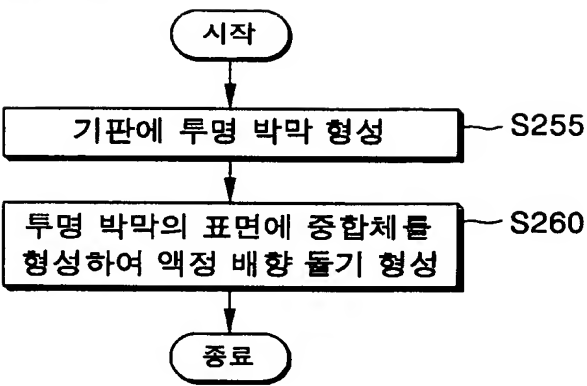 시작
기판에 투명 박막 형성
S255
투명 박막의 표면에 중합체를
S260
형성하여 액정 배향 돌기 형성
종료